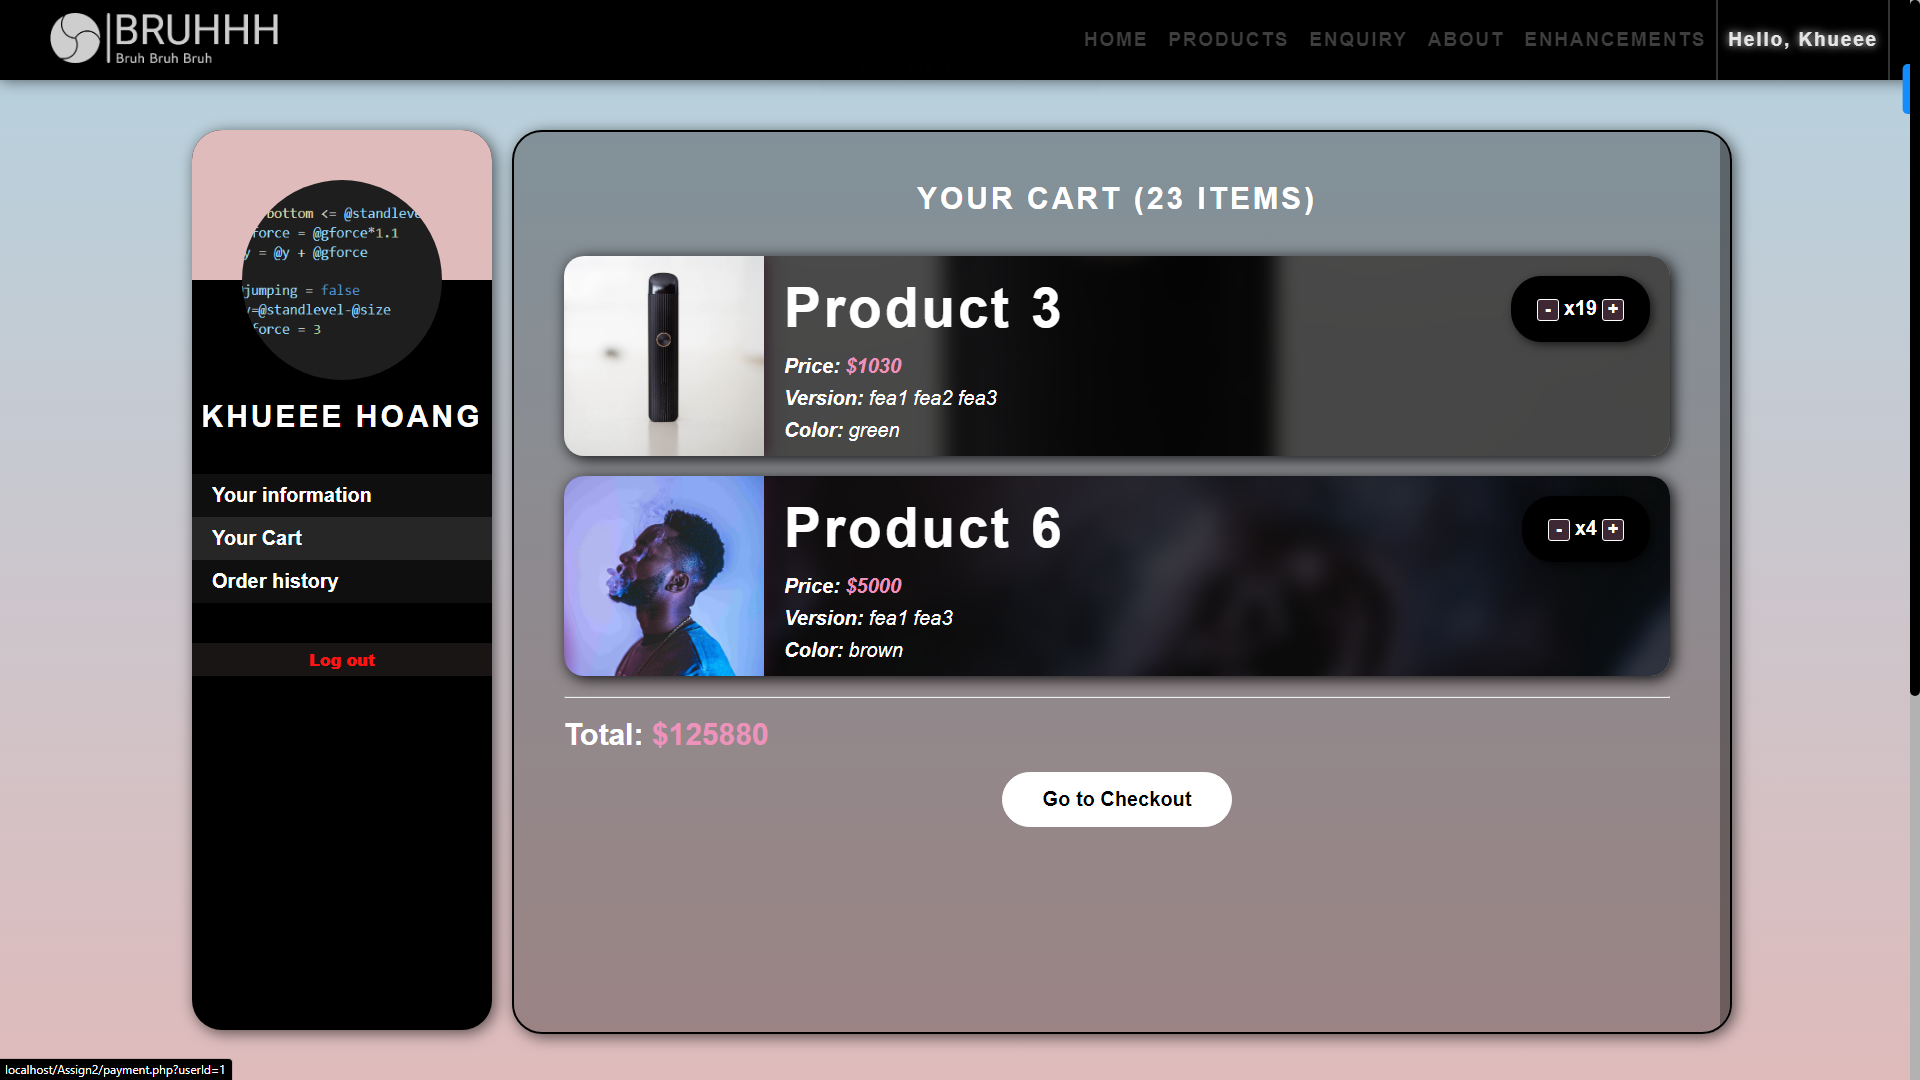 BRUHHH
Bruh Bruh Bruh
HOME PRODUCTS ENQUIRY ABOUT ENHANCEMENTS Hello, Khueee
bottom <= @standleve
force = @gforce*1.1
y = @y + @gforce
jumping = false
y=@standlevel-@size
force = 3
KHUEEE HOANG
Your information
Your Cart
Order history
Log out
YOUR CART (23 ITEMS)
Product 3
- x19 +
Price: $1030
Version: fea1 fea2 fea3
Color: green
Product 6
- x4 +
Price: $5000
Version: fea1 fea3
Color: brown
Total: $125880
Go to Checkout
localhost/Assign2/payment.php?userId=1